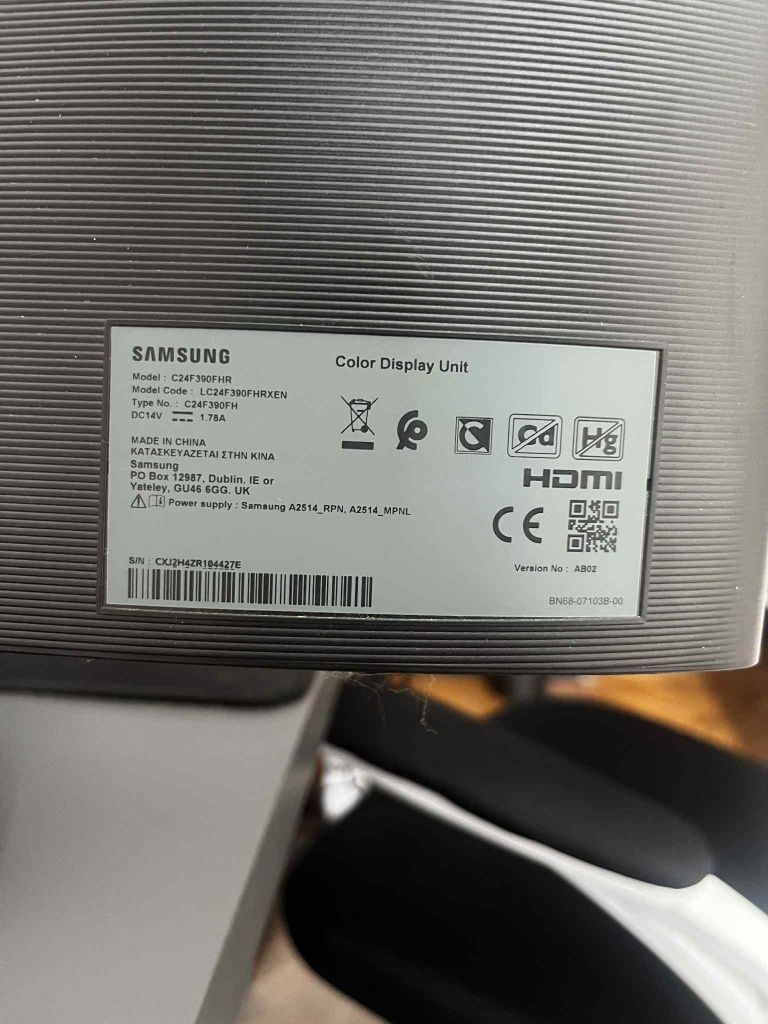 SAMSUNG
Color Display Unit
Model : C24F390FHR
Model Code : LC24F390FHRXEN
Type No. : C24F390FH
DC14V 1.78A
MADE IN CHINA
ΚΑΤΑΣΚΕΥΑΖΕΤΑΙ ΣΤΗΝ ΚΙΝΑ
Samsung
PO Box 12987, Dublin. IE or
Yateley, GU46 6GG. UK
Power supply : Samsung A2514_RPN, A2514_MPNL
Cd
Hg
HDMI
CE
S/N : CXJ2H4ZR104427E
Version No : AB02
BN68-07103B-00